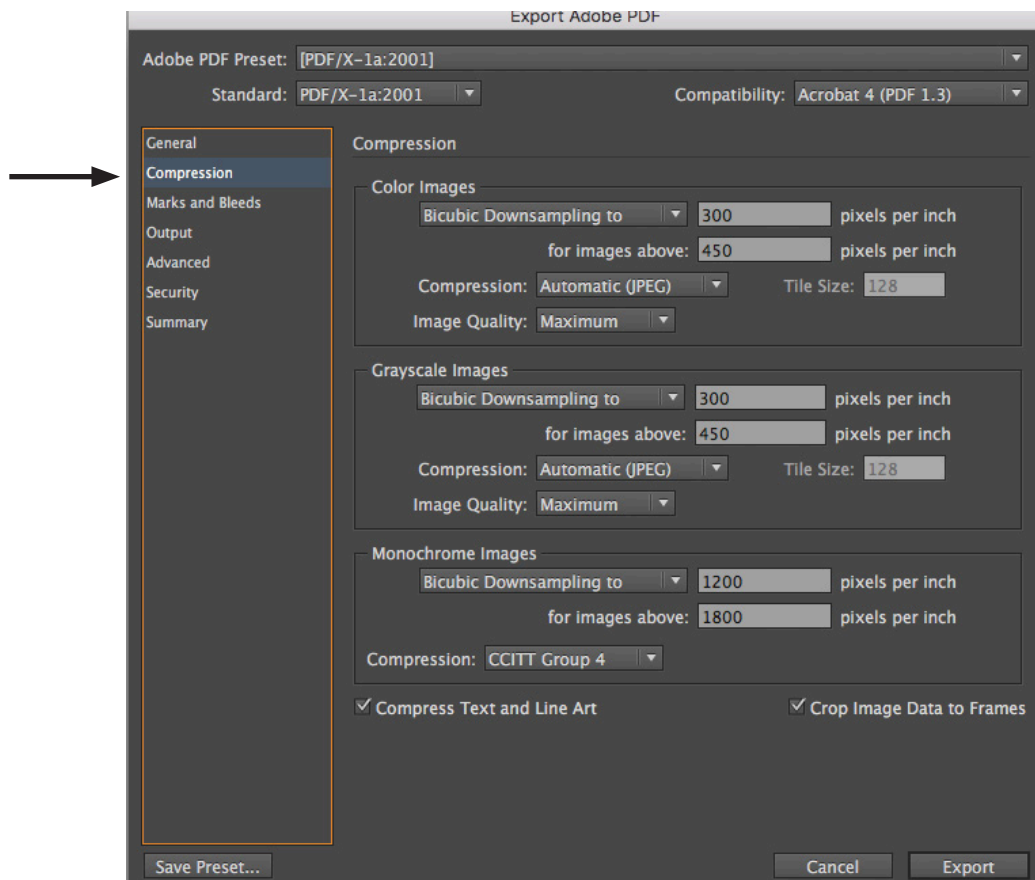 Export Adobe PDF
Adobe PDF Preset: [PDF/X-1a:2001]
Standard: PDF/X-1a:2001 Compatibility: Acrobat 4 (PDF 1.3)
General
Compression
Marks and Bleeds
Output
Advanced
Security
Summary
Compression
Color Images
Bicubic Downsampling to 300 pixels per inch
for images above: 450 pixels per inch
Compression: Automatic (JPEG) Tile Size: 128
Image Quality: Maximum
Grayscale Images
Bicubic Downsampling to 300 pixels per inch
for images above: 450 pixels per inch
Compression: Automatic (JPEG) Tile Size: 128
Image Quality: Maximum
Monochrome Images
Bicubic Downsampling to 1200 pixels per inch
for images above: 1800 pixels per inch
Compression: CCITT Group 4
Compress Text and Line Art Crop Image Data to Frames
Save Preset... Cancel Export